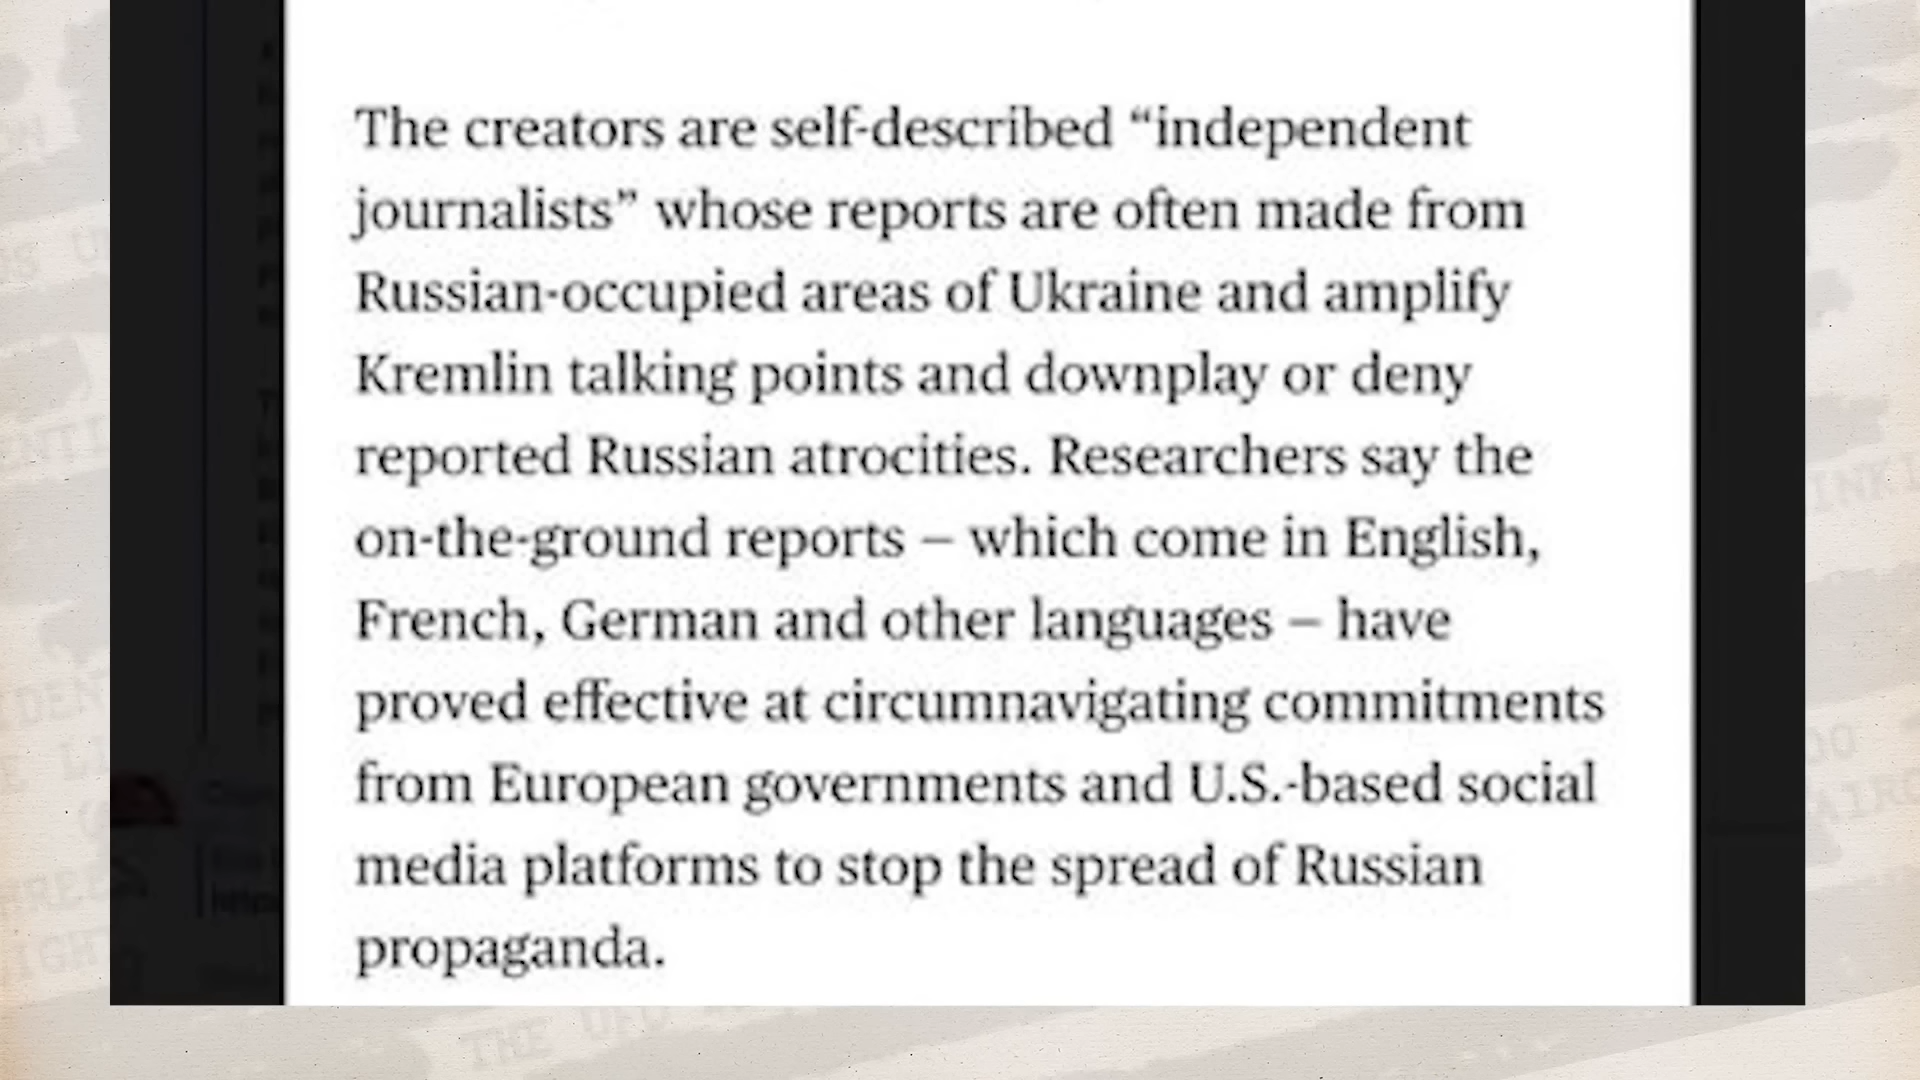 The creators are self-described “independent
journalists” whose reports are often made from
Russian-occupied areas of Ukraine and amplify
Kremlin talking points and downplay or deny
reported Russian atrocities. Researchers say the
on-the-ground reports – which come in English,
French, German and other languages – have
proved effective at circumnavigating commitments
from European governments and U.S.-based social
media platforms to stop the spread of Russian
propaganda.